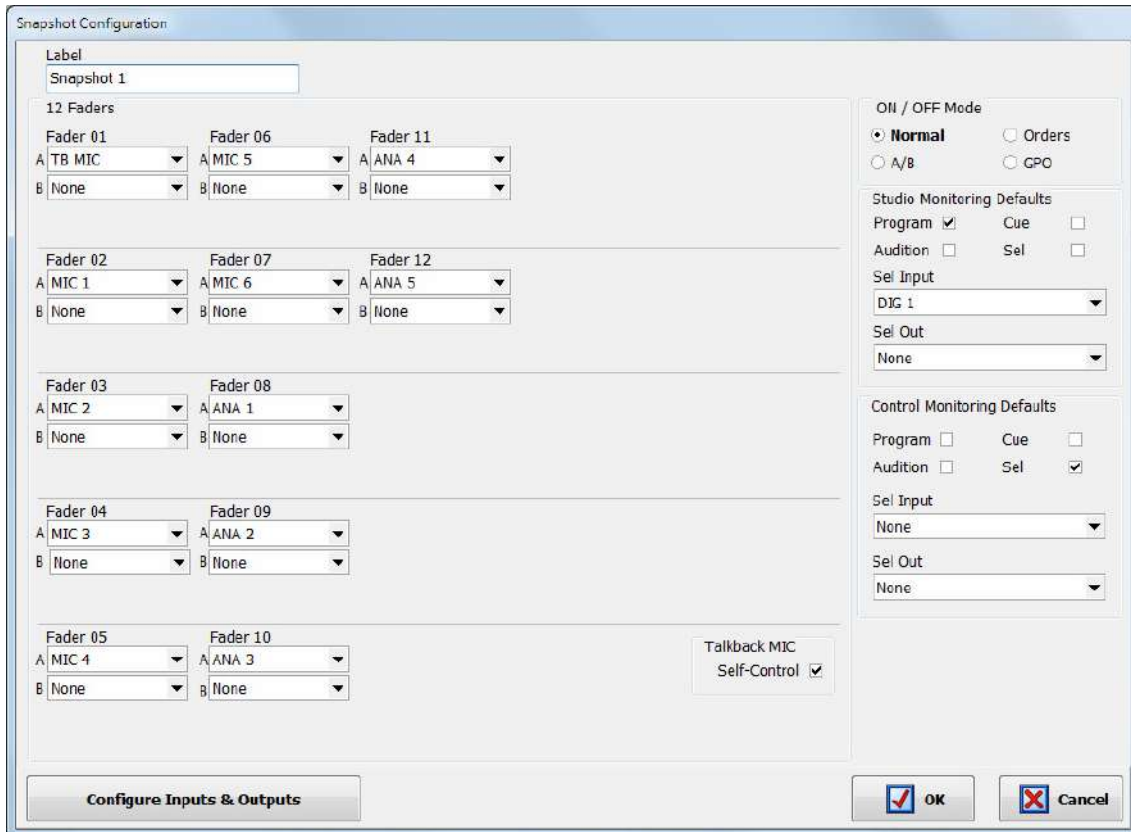 Snapshot Configuration
Label
Snapshot 1
12 Faders
Fader 01 Fader 06 Fader 11
A TB MIC A MIC 5 A ANA 4
B None B None B None
Fader 02 Fader 07 Fader 12
A MIC 1 A MIC 6 A ANA 5
B None B None B None
Fader 03 Fader 08
A MIC 2 A ANA 1
B None B None
Fader 04 Fader 09
A MIC 3 A ANA 2
B None B None
Fader 05 Fader 10
A MIC 4 A ANA 3
B None B None
Talkback MIC
Self-Control
ON / OFF Mode
Normal Orders
A/B GPO
Studio Monitoring Defaults
Program Cue
Audition Sel
Sel Input
DIG 1
Sel Out
None
Control Monitoring Defaults
Program Cue
Audition Sel
Sel Input
None
Sel Out
None
Configure Inputs & Outputs
OK Cancel